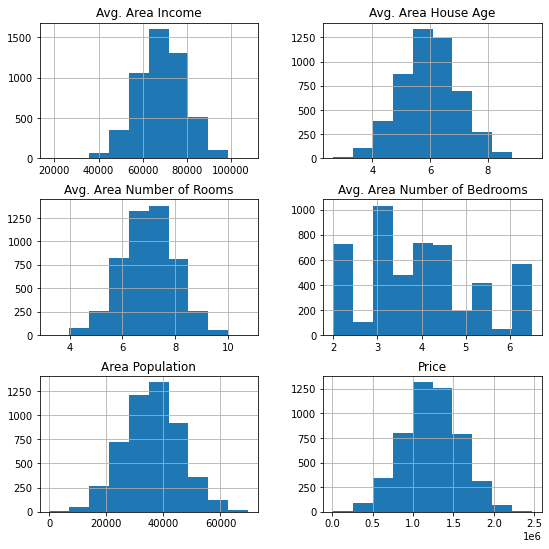 Avg. Area Income
Avg. Area House Age
1500
1000
500
0
20000 40000 60000 80000 100000
1250
1000
750
500
250
0
4 6 8
Avg. Area Number of Rooms
Avg. Area Number of Bedrooms
1250
1000
750
500
250
0
4 6 8 10
1000
800
600
400
200
0
2 3 4 5 6
Area Population
Price
1250
1000
750
500
250
0
0 20000 40000 60000
1250
1000
750
500
250
0
0.0 0.5 1.0 1.5 2.0 2.5
1e6